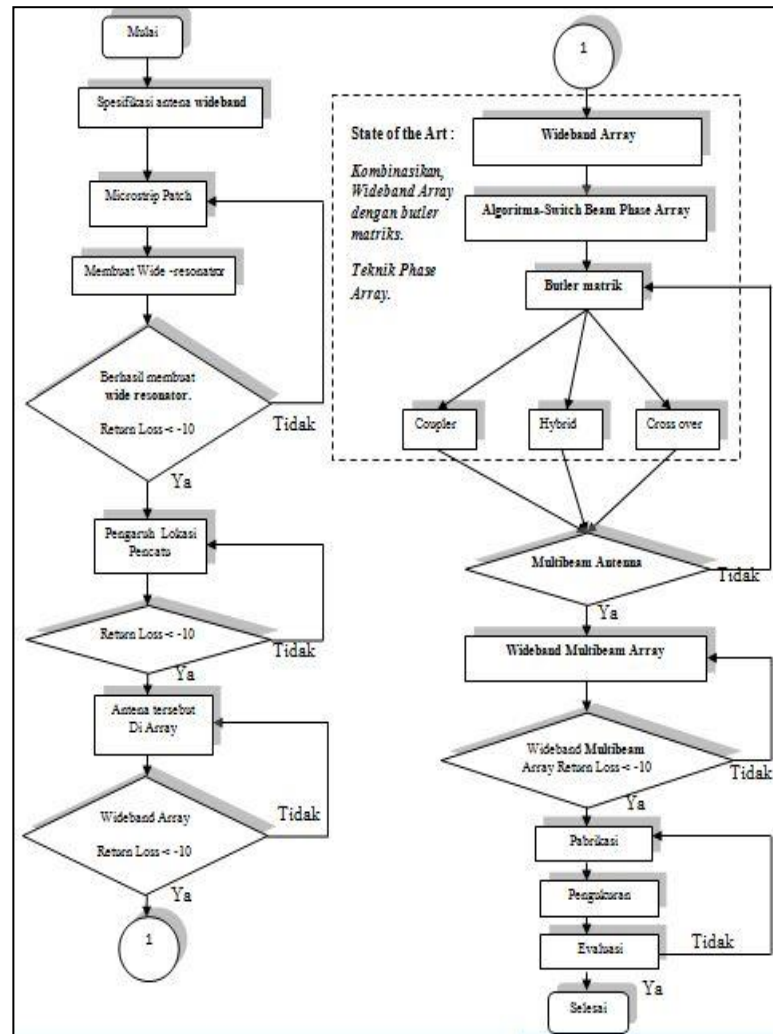 Mulai
Spesifikasi antena wideband
Microstrip Patch
Membuat Wide -resonator
Berhasil membuat
wide resonator.
Return Loss < -10
Tidak
Ya
Pengaruh Lokasi
Pencatu
Return Loss < -10
Tidak
Ya
Antena tersebut
Di Array
Wideband Array
Return Loss < -10
Tidak
Ya
1
1
State of the Art :
Kombinasikan,
Wideband Array
dengan butler
matriks.
Teknik Phase
Array.
Wideband Array
Algoritma-Switch Beam Phase Array
Butler matrik
Coupler
Hybrid
Cross over
Multibeam Antenna
Tidak
Ya
Wideband Multibeam Array
Wideband Multibeam
Array Return Loss < -10
Tidak
Ya
Pabrikasi
Pengukuran
Evaluasi
Tidak
Ya
Selesai